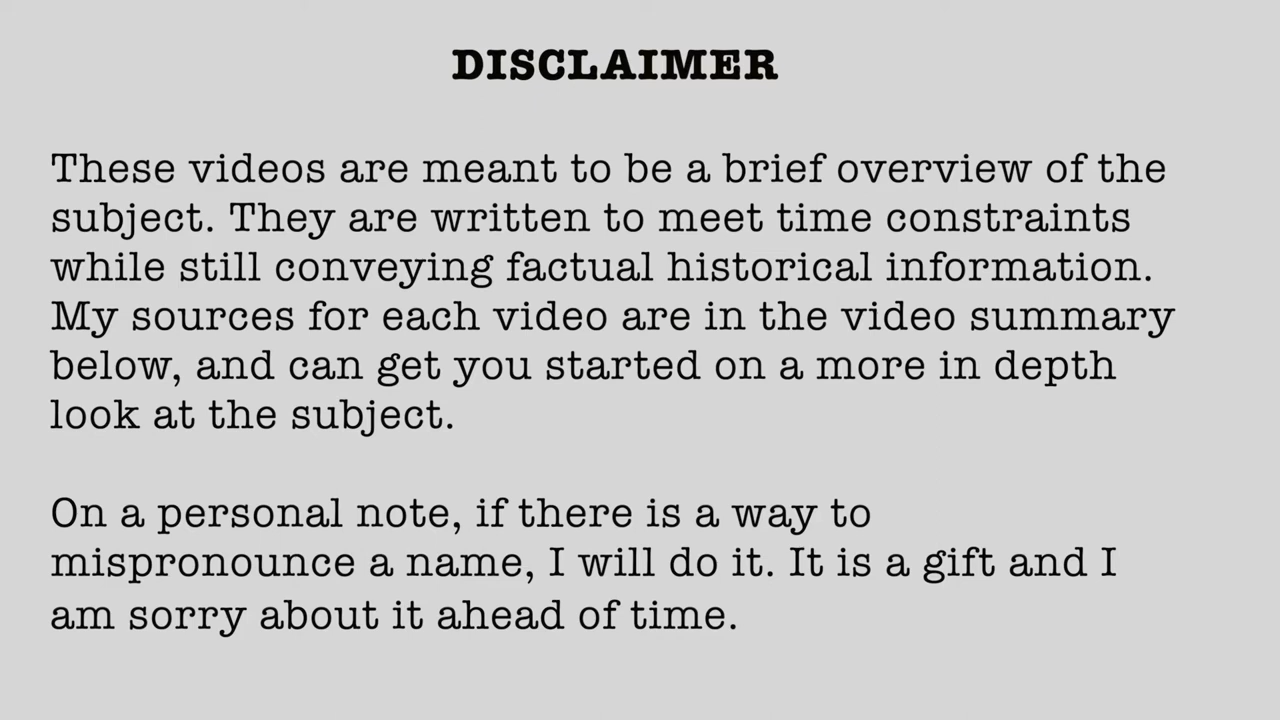 DISCLAIMER
These videos are meant to be a brief overview of the
subject. They are written to meet time constraints
while still conveying factual historical information.
My sources for each video are in the video summary
below, and can get you started on a more in depth
look at the subject.
On a personal note, if there is a way to
mispronounce a name, I will do it. It is a gift and I
am sorry about it ahead of time.